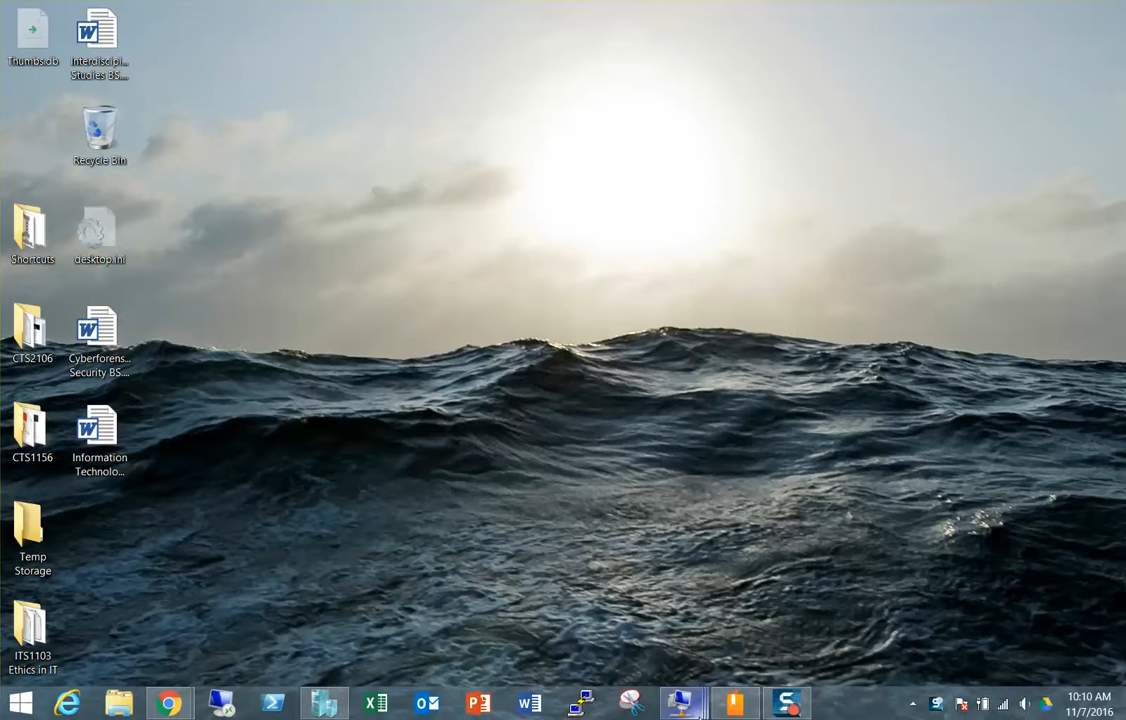 Thumbs.db
Interdiscipl...
Studies BS....
Recycle Bin
Shortcuts
desktop.ini
CTS2106
Cyberforens...
Security BS....
CTS1156
Information
Technolo...
Temp
Storage
ITS1103
Ethics in IT
10:10 AM
11/7/2016